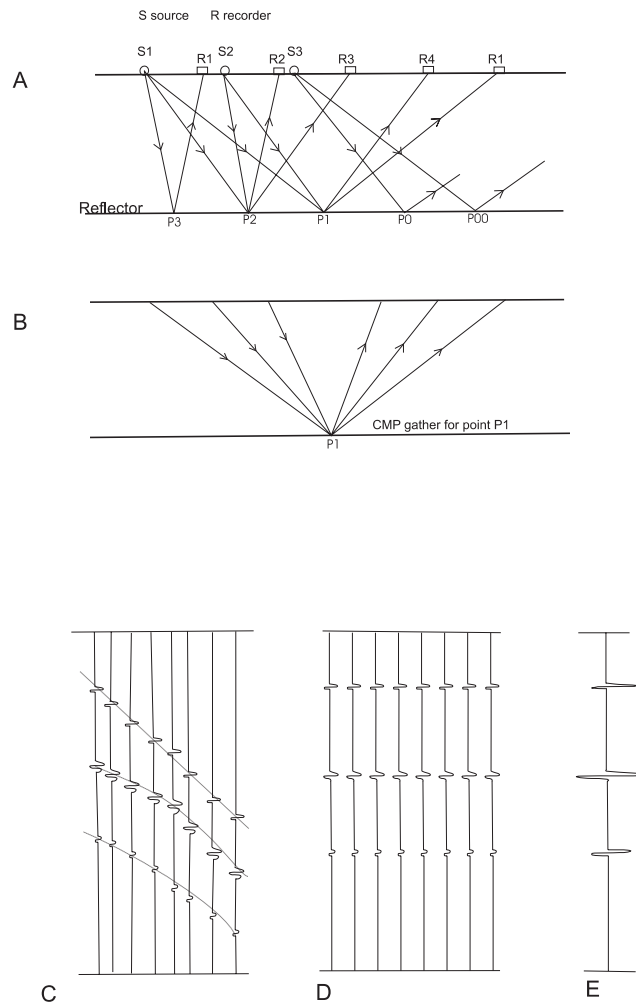 S source R recorder
S1 R1 S2 R2 S3 R3 R4 R1
A
Reflector
P3 P2 P1 P0 P00
B
CMP gather for point P1
P1
C D E